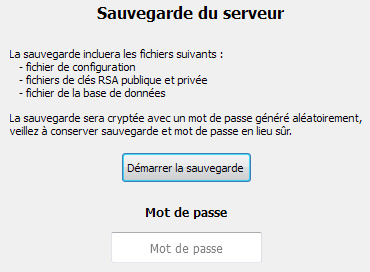 Sauvegarde du serveur
La sauvegarde incluera les fichiers suivants :
- fichier de configuration
- fichiers de clés RSA publique et privée
- fichier de la base de données
La sauvegarde sera cryptée avec un mot de passe généré aléatoirement,
veillez à conserver sauvegarde et mot de passe en lieu sûr.
Démarrer la sauvegarde
Mot de passe
Mot de passe